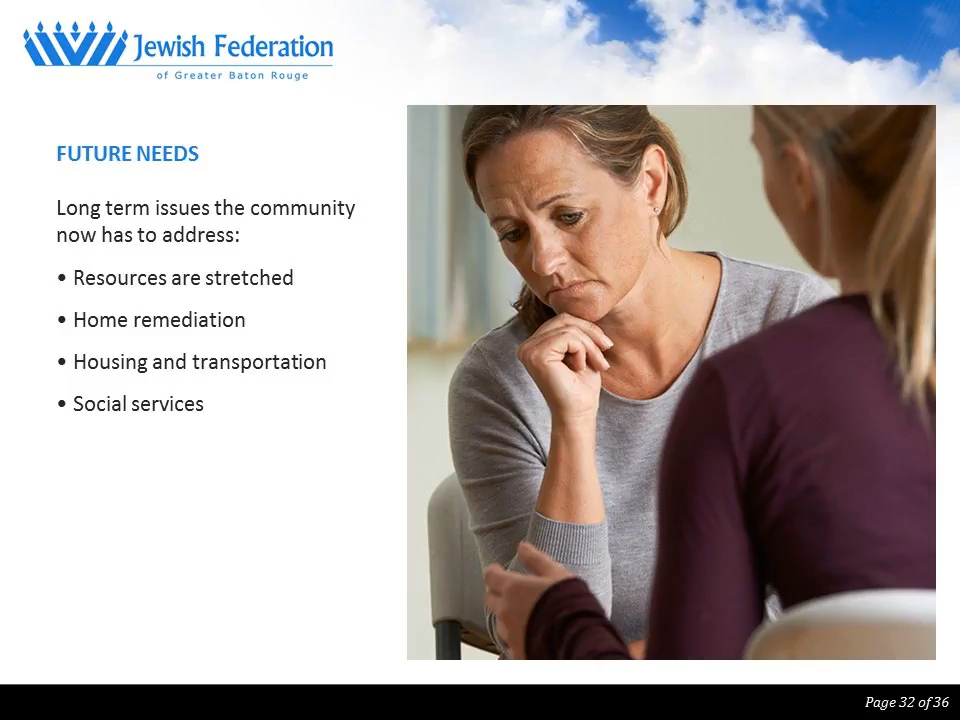 Jewish Federation
of Greater Baton Rouge
FUTURE NEEDS
Long term issues the community
now has to address:
• Resources are stretched
• Home remediation
• Housing and transportation
• Social services
Page 32 of 36